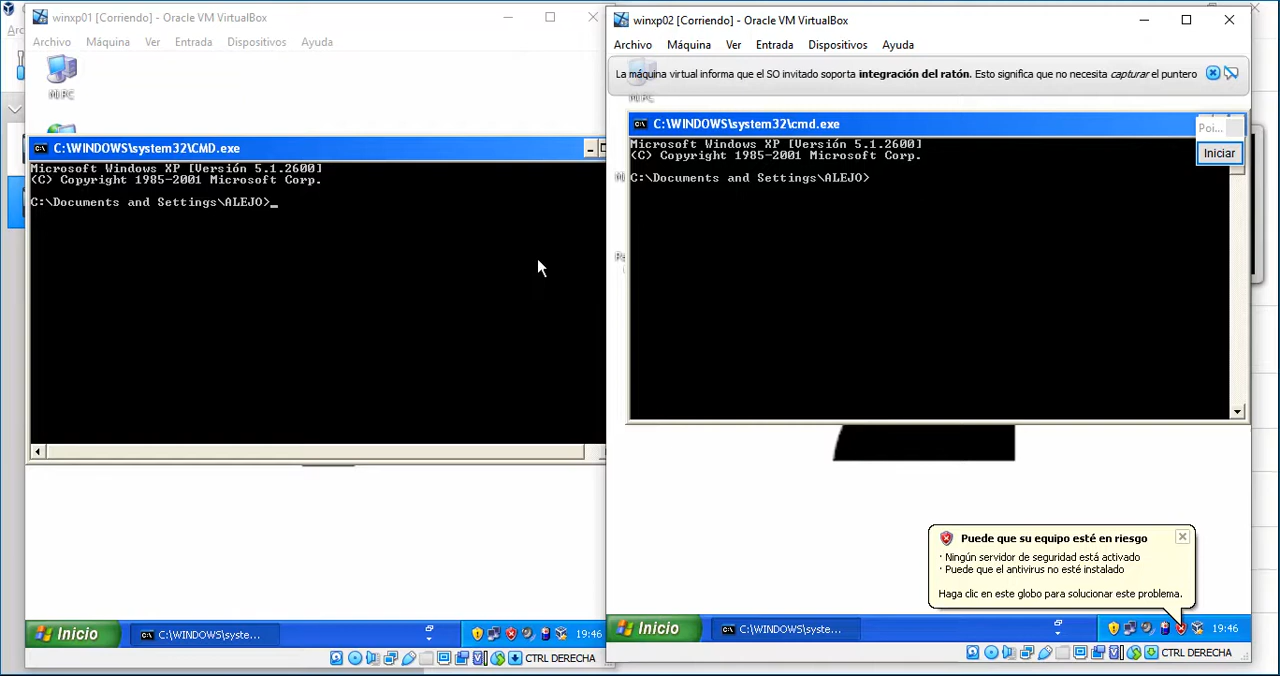 winxp01 [Corriendo] - Oracle VM VirtualBox
Archivo Máquina Ver Entrada Dispositivos Ayuda
Mi PC
C:\WINDOWS\system32\CMD.exe
Microsoft Windows XP [Versión 5.1.2600]
(C) Copyright 1985-2001 Microsoft Corp.
C:\Documents and Settings\ALEJO>_
Inicio
C:\WINDOWS\syste...
19:46
CTRL DERECHA
winxp02 [Corriendo] - Oracle VM VirtualBox
Archivo Máquina Ver Entrada Dispositivos Ayuda
La máquina virtual informa que el SO invitado soporta integración del ratón. Esto significa que no necesita capturar el puntero
C:\WINDOWS\system32\cmd.exe
Poi...
Iniciar
Microsoft Windows XP [Versión 5.1.2600]
(C) Copyright 1985-2001 Microsoft Corp.
C:\Documents and Settings\ALEJO>
Puede que su equipo esté en riesgo
· Ningún servidor de seguridad está activado
· Puede que el antivirus no esté instalado
Haga clic en este globo para solucionar este problema.
Inicio
C:\WINDOWS\syste...
19:46
CTRL DERECHA